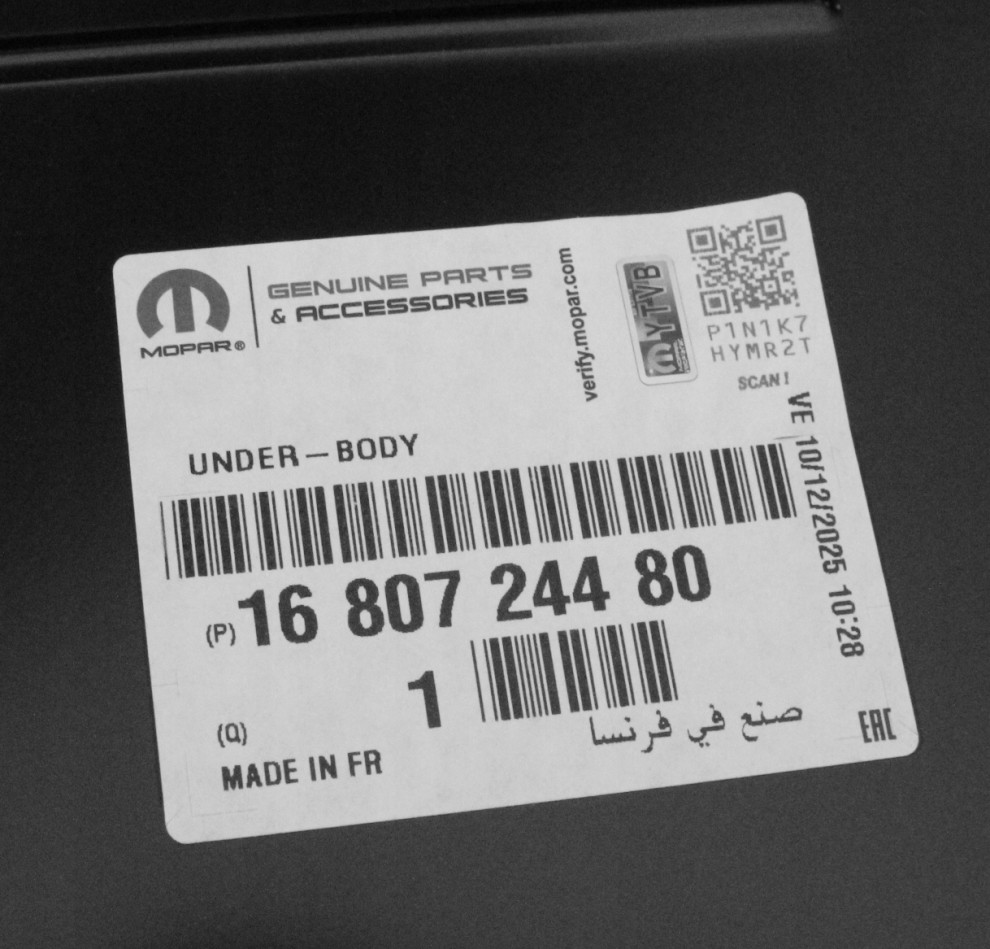 MOPAR®
GENUINE PARTS
& ACCESSORIES
verify.mopar.com
YTVB
P1N1K7
HYMR2T
SCAN!
VE 10/12/2025 10:28
UNDER-BODY
(P) 16 807 244 80
(Q) 1
MADE IN FR
صنع في فرنسا
EAC